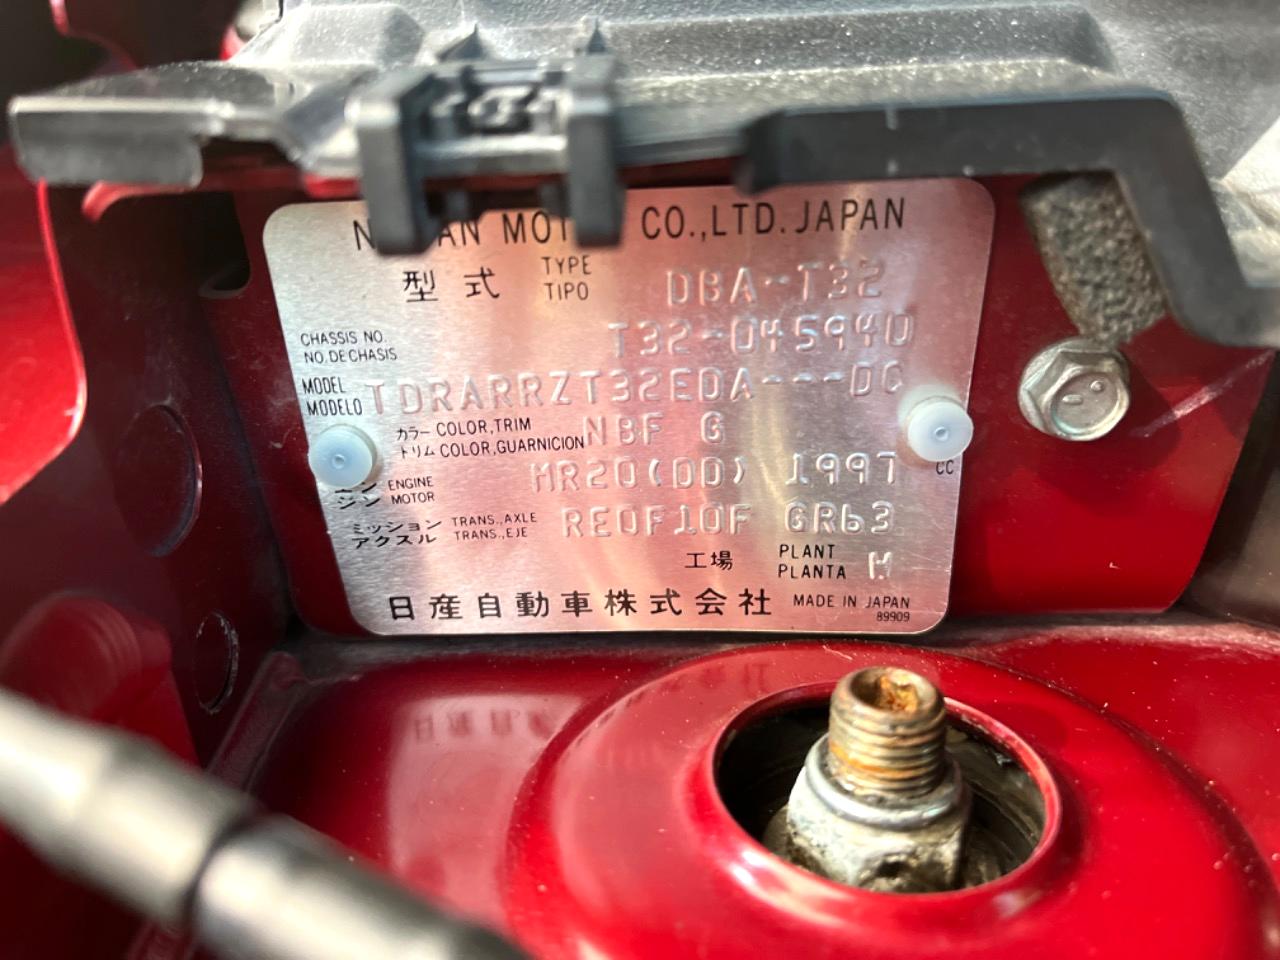 CO.,LTD. JAPAN
型式 TYPE TIPO DBA-T32
CHASSIS NO. NO. DE CHASIS T32-045940
MODEL MODELO TDRARRZT32EDA---DC
カラー COLOR, TRIM トリム COLOR, GUARNICION NBF G
ジン ENGINE MOTOR MR20(DD) 1997 CC
ミッション アクスル TRANS., AXLE TRANS., EJE RE0F10F GR63
工場 PLANT PLANTA M
日産自動車株式会社 MADE IN JAPAN
89909